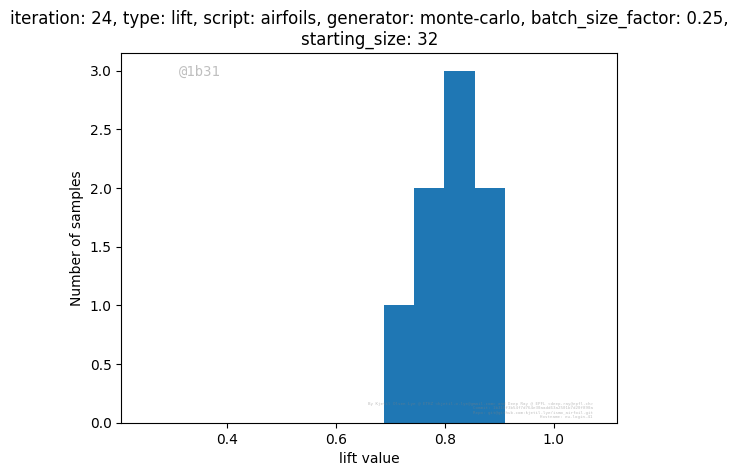 iteration: 24, type: lift, script: airfoils, generator: monte-carlo, batch_size_factor: 0.25,
starting_size: 32
@1b31
3.0
2.5
2.0
1.5
1.0
0.5
0.0
Number of samples
0.4 0.6 0.8 1.0
lift value